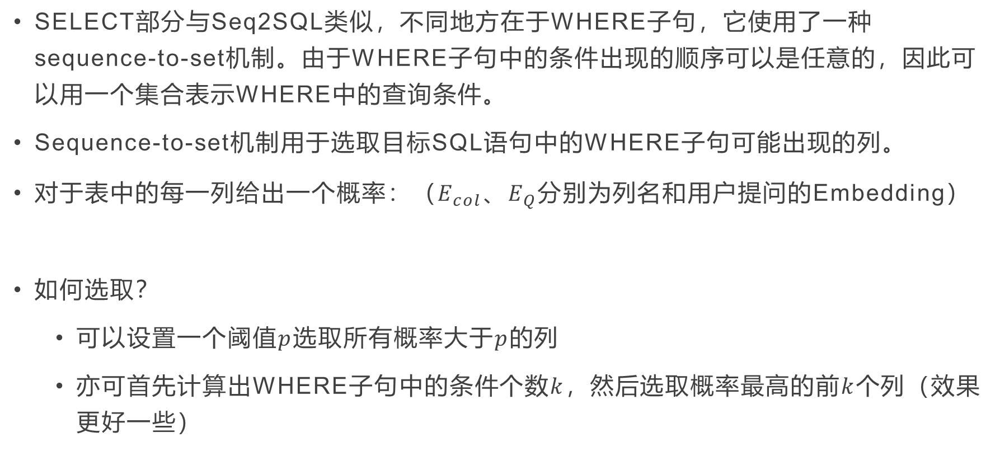 • SELECT部分与Seq2SQL类似，不同地方在于WHERE子句，它使用了一种
sequence-to-set机制。由于WHERE子句中的条件出现的顺序可以是任意的，因此可
以用一个集合表示WHERE中的查询条件。
• Sequence-to-set机制用于选取目标SQL语句中的WHERE子句可能出现的列。
• 对于表中的每一列给出一个概率：（$E_{col}$、$E_Q$分别为列名和用户提问的Embedding）
• 如何选取？
• 可以设置一个阈值p选取所有概率大于p的列
• 亦可首先计算出WHERE子句中的条件个数k，然后选取概率最高的前k个列（效果
更好一些）